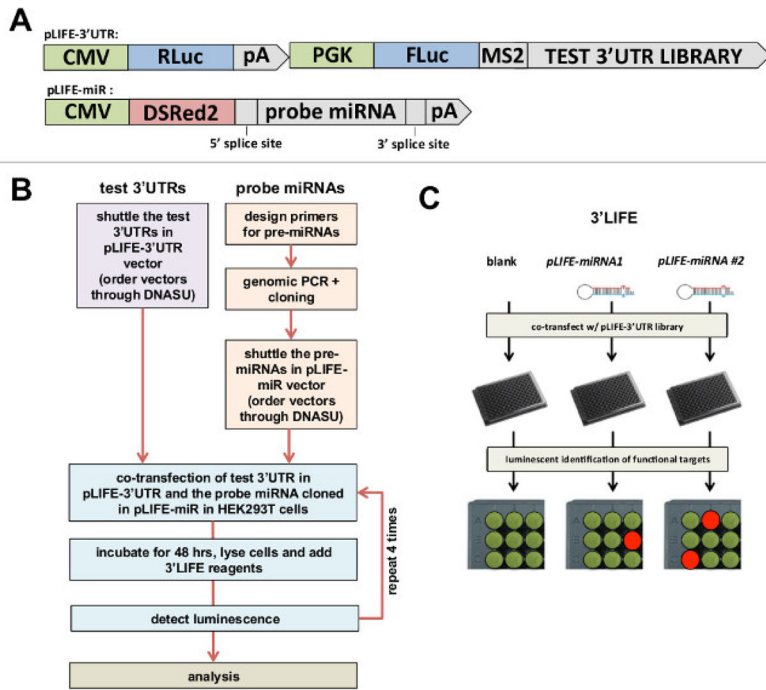 A
pLIFE-3'UTR:
CMV RLuc pA PGK FLuc MS2 TEST 3'UTR LIBRARY
pLIFE-miR :
CMV DSRed2 probe miRNA pA
5' splice site 3' splice site
B
test 3'UTRs
shuttle the test
3'UTRs in
pLIFE-3'UTR
vector
(order vectors
through DNASU)
probe miRNAs
design primers
for pre-miRNAs
genomic PCR +
cloning
shuttle the pre-
miRNAs in pLIFE-
miR vector
(order vectors
through DNASU)
co-transfection of test 3'UTR in
pLIFE-3'UTR and the probe miRNA cloned
in pLIFE-miR in HEK293T cells
incubate for 48 hrs, lyse cells and add
3'LIFE reagents
detect luminescence
repeat 4 times
analysis
C
3'LIFE
blank pLIFE-miRNA1 pLIFE-miRNA #2
co-transfect w/ pLIFE-3'UTR library
luminescent identification of functional targets